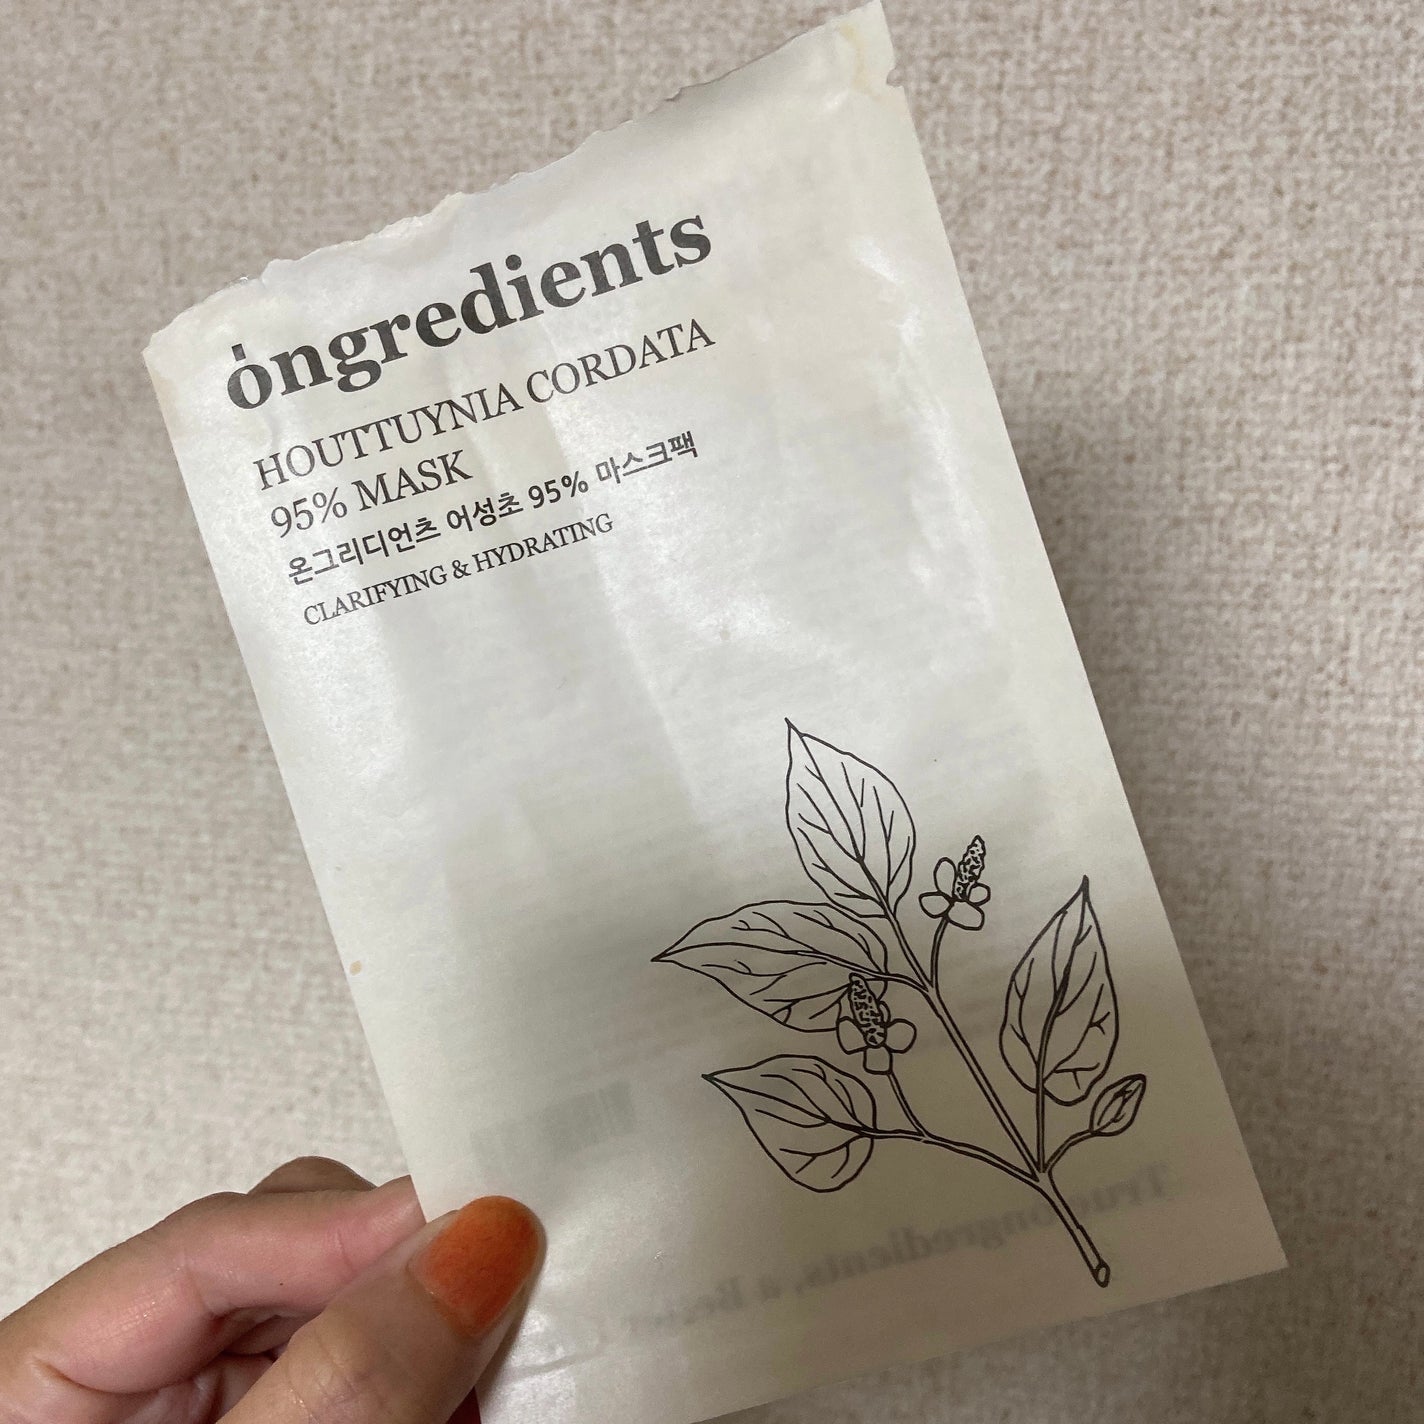 ongredients
HOUTTUYNIA CORDATA
95% MASK
온그리디언츠 어성초 95% 마스크팩
CLARIFYING & HYDRATING